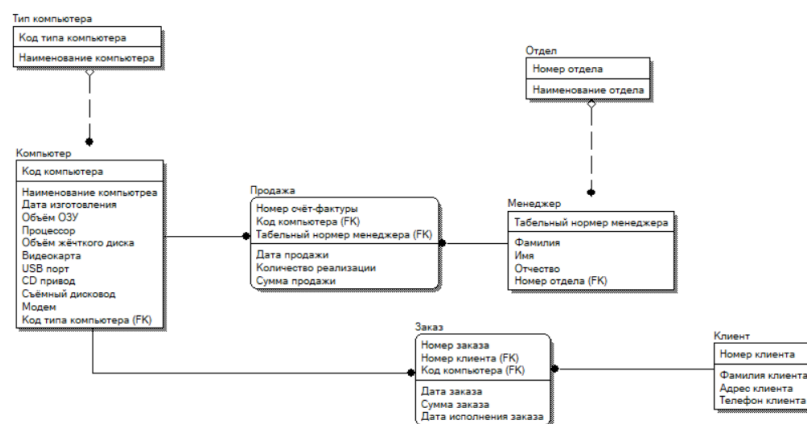 Тип компьютера
Код типа компьютера
Наименование компьютера
Отдел
Номер отдела
Наименование отдела
Компьютер
Код компьютера
Наименование компьютреа
Дата изготовления
Объём ОЗУ
Процессор
Объём жёчткого диска
Видеокарта
USB порт
CD привод
Съёмный дисковод
Модем
Код типа компьютера (FK)
Продажа
Номер счёт-фактуры
Код компьютера (FK)
Табельный нормер менеджера (FK)
Дата продажи
Количество реализации
Сумма продажи
Менеджер
Табельный нормер менеджера
Фамилия
Имя
Отчество
Номер отдела (FK)
Заказ
Номер заказа
Номер клиента (FK)
Код компьютера (FK)
Дата заказа
Сумма заказа
Дата исполнения заказа
Клиент
Номер клиента
Фамилия клиента
Адрес клиента
Телефон клиента